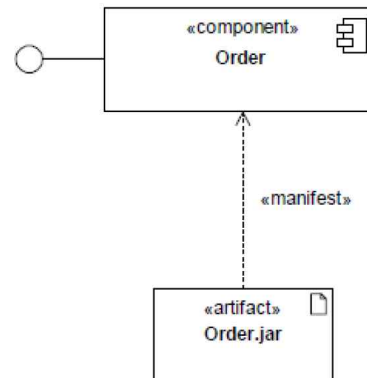 «component»
Order
«manifest»
«artifact»
Order.jar